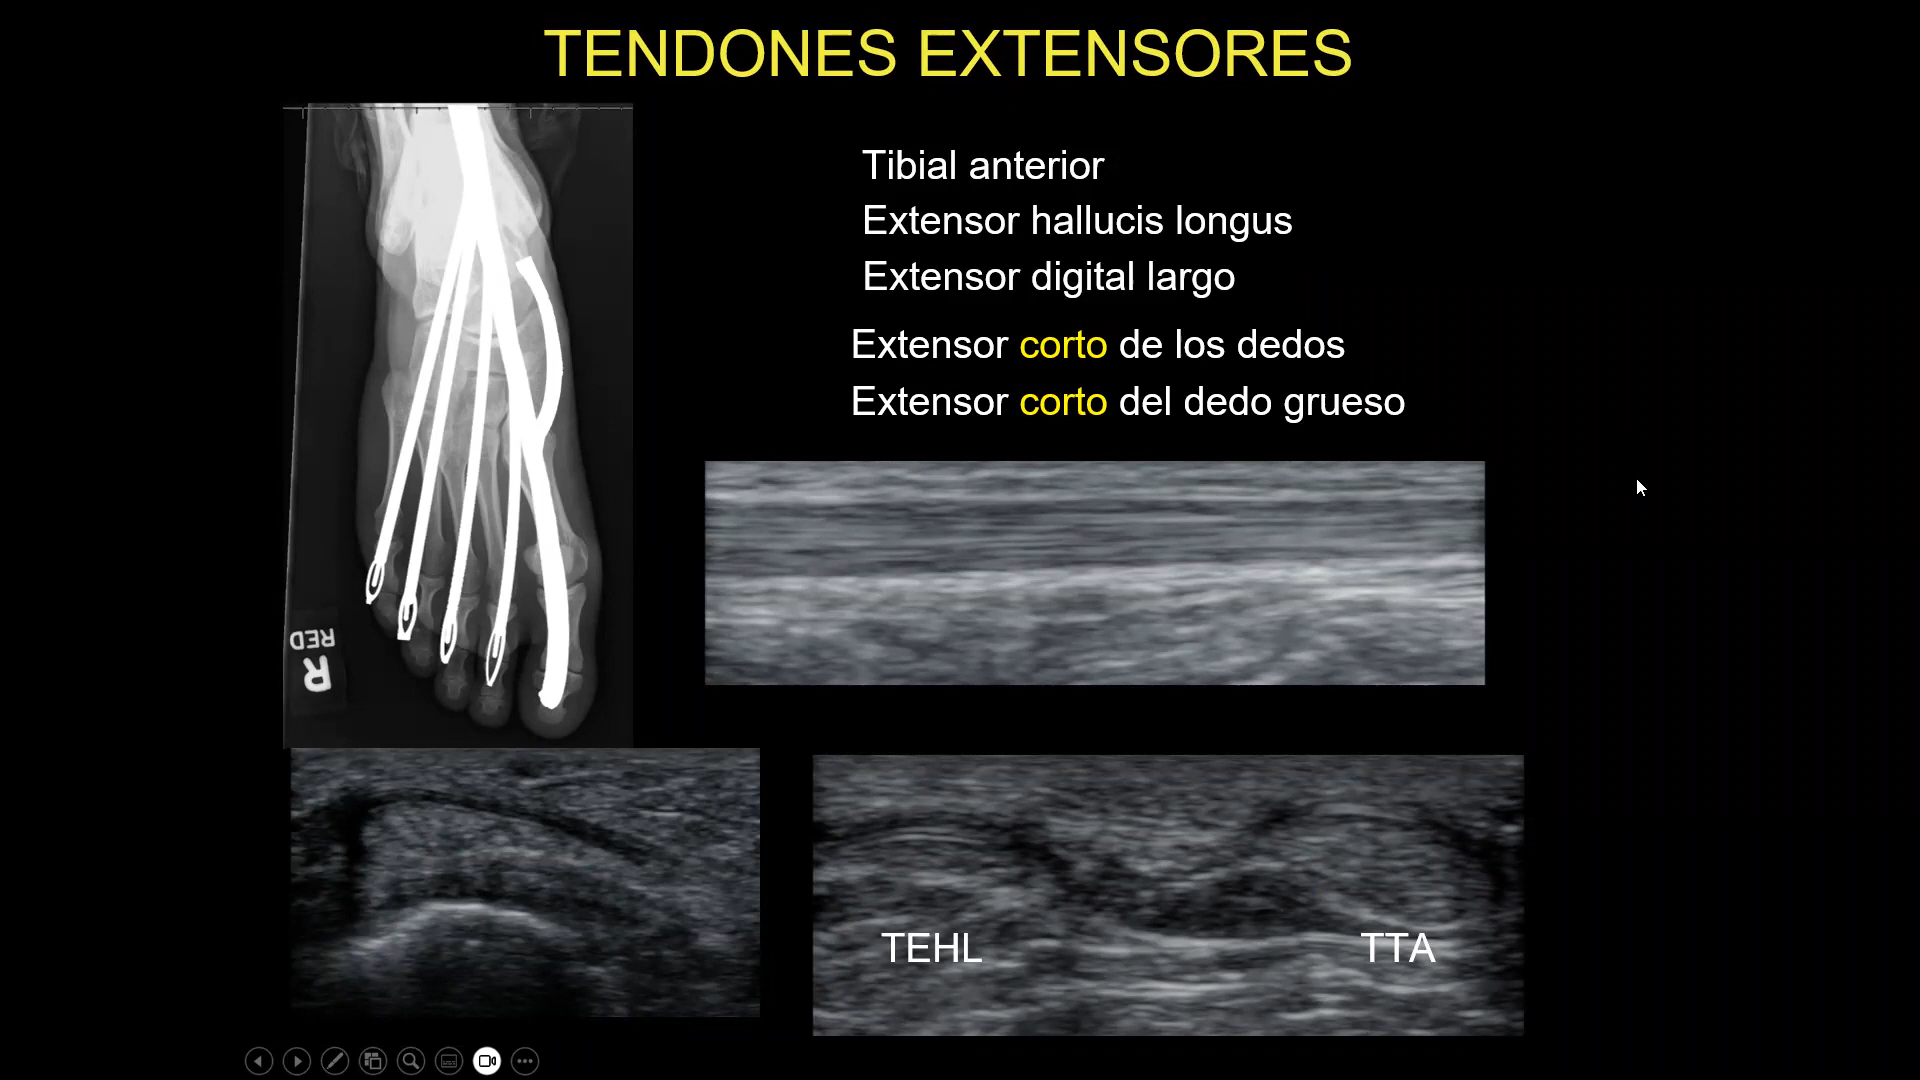 TENDONES EXTENSORES
Tibial anterior
Extensor hallucis longus
Extensor digital largo
Extensor corto de los dedos
Extensor corto del dedo grueso
RED
R
TEHL
TTA